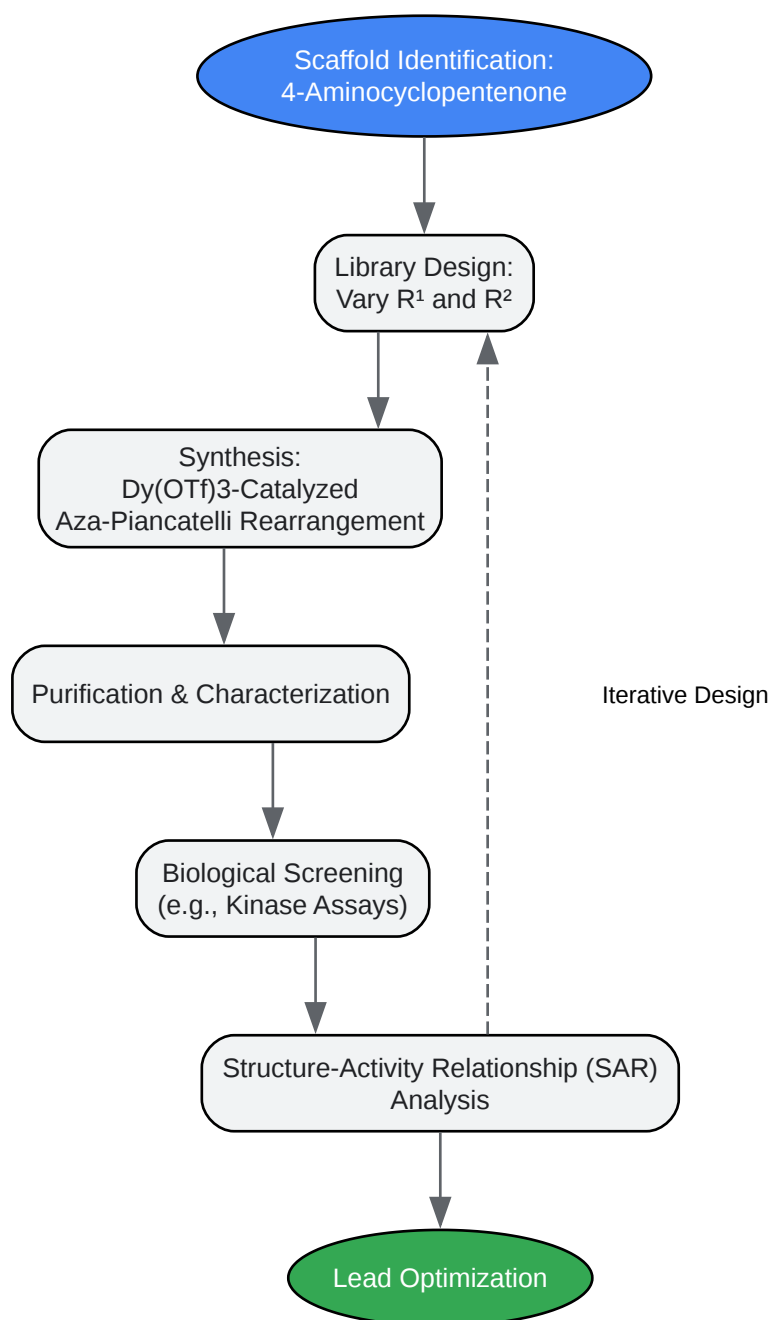 Scaffold Identification:
4-Aminocyclopentenone
Library Design:
Vary R¹ and R²
Synthesis:
Dy(OTf)3-Catalyzed
Aza-Piancatelli Rearrangement
Purification & Characterization
Iterative Design
Biological Screening
(e.g., Kinase Assays)
Structure-Activity Relationship (SAR)
Analysis
Lead Optimization